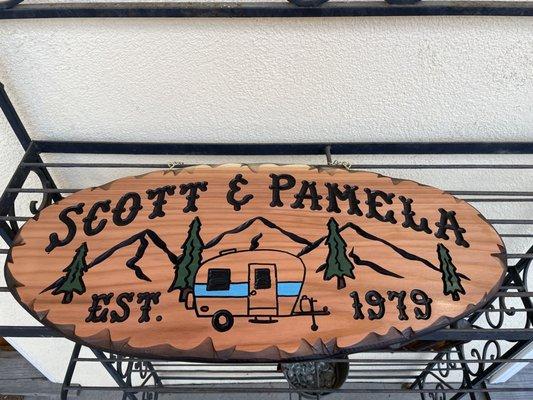 SCOTT & PAMELA
EST. 1979